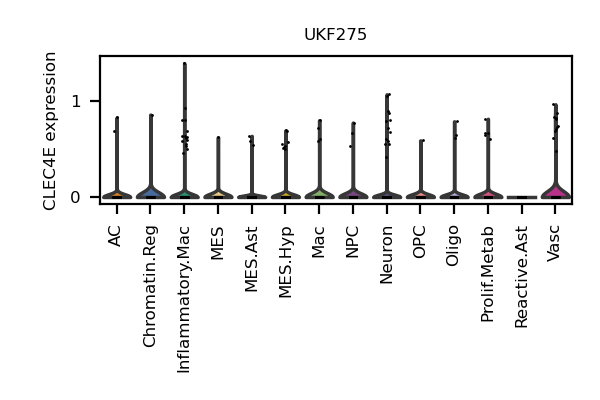 UKF275
CLEC4E expression
1
0
AC
Chromatin.Reg
Inflammatory.Mac
MES
MES.Ast
MES.Hyp
Mac
NPC
Neuron
OPC
Oligo
Prolif.Metab
Reactive.Ast
Vasc